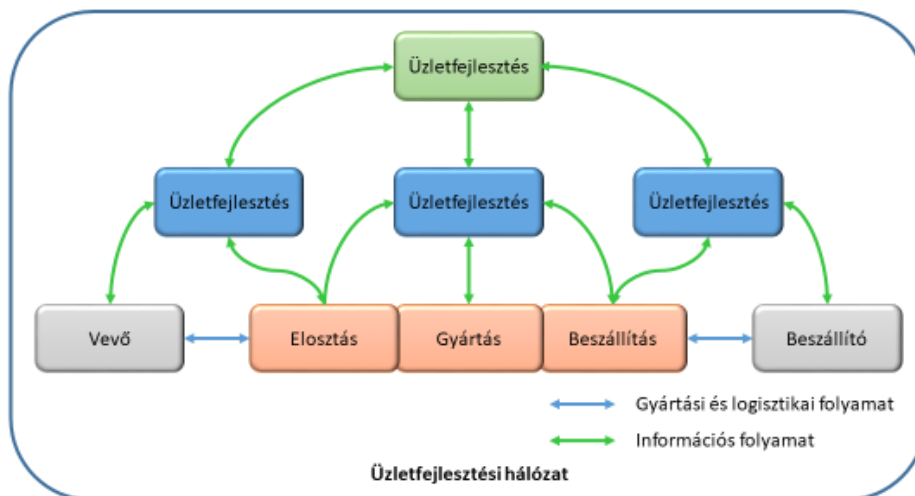 Üzletfejlesztés
Üzletfejlesztés
Üzletfejlesztés
Üzletfejlesztés
Vevő
Elosztás
Gyártás
Beszállítás
Beszállító
Gyártási és logisztikai folyamat
Információs folyamat
Üzletfejlesztési hálózat